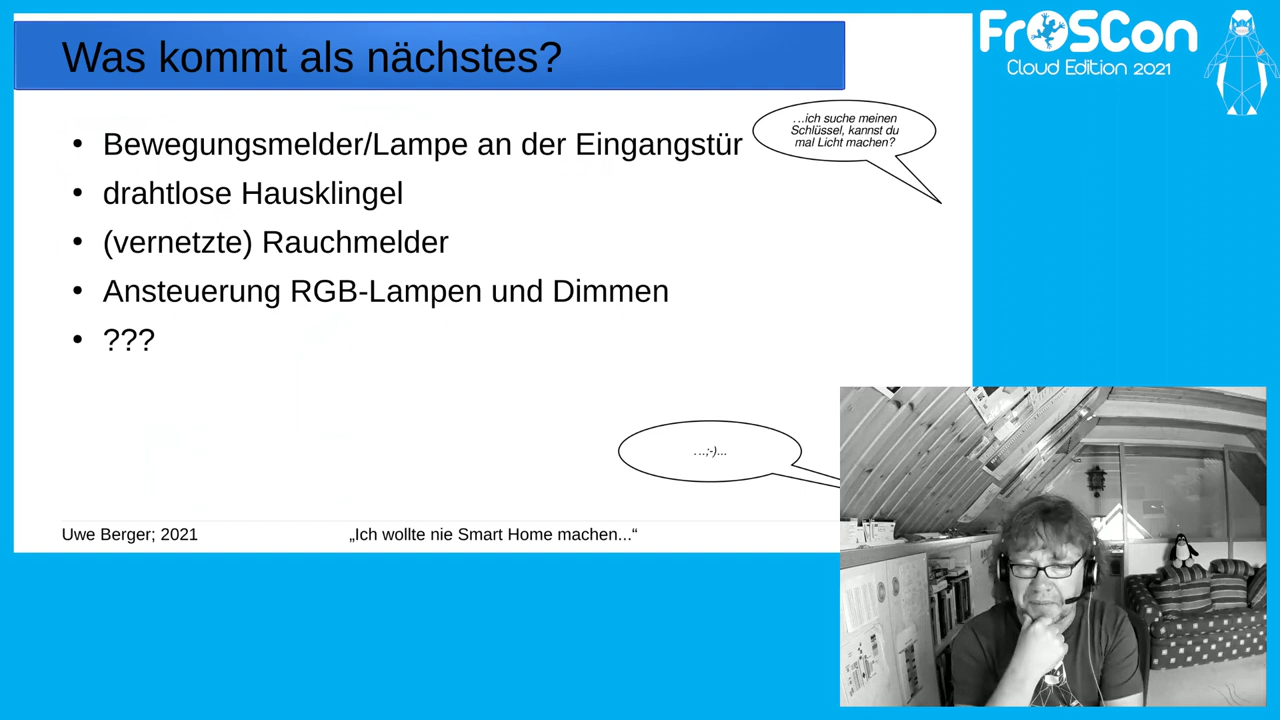 Was kommt als nächstes?
FrOSCon
Cloud Edition 2021
• Bewegungsmelder/Lampe an der Eingangstür
...ich suche meinen
Schlüssel, kannst du
mal Licht machen?
• drahtlose Hausklingel
• (vernetzte) Rauchmelder
• Ansteuerung RGB-Lampen und Dimmen
• ???
...;-)...
Uwe Berger; 2021
„Ich wollte nie Smart Home machen...“